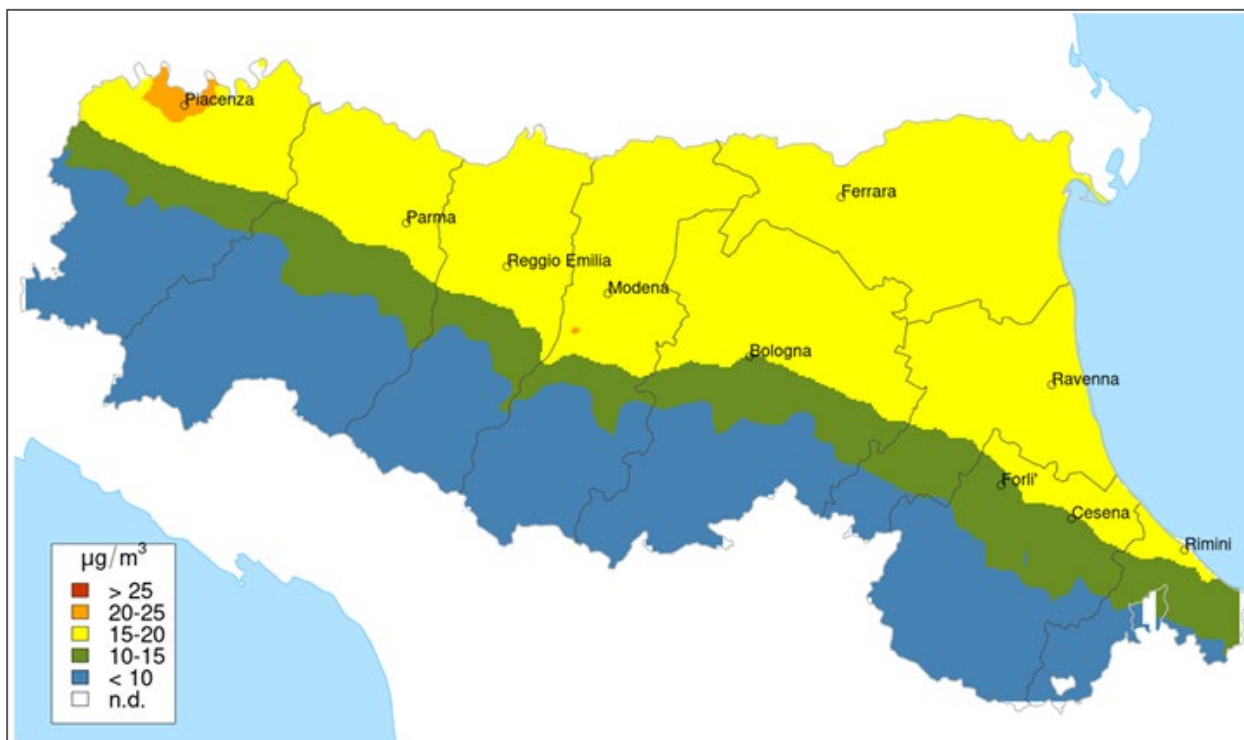 Piacenza
Ferrara
Parma
Reggio Emilia
Modena
Bologna
Ravenna
Forli'
Cesena
Rimini
µg/m³
> 25
20-25
15-20
10-15
< 10
n.d.